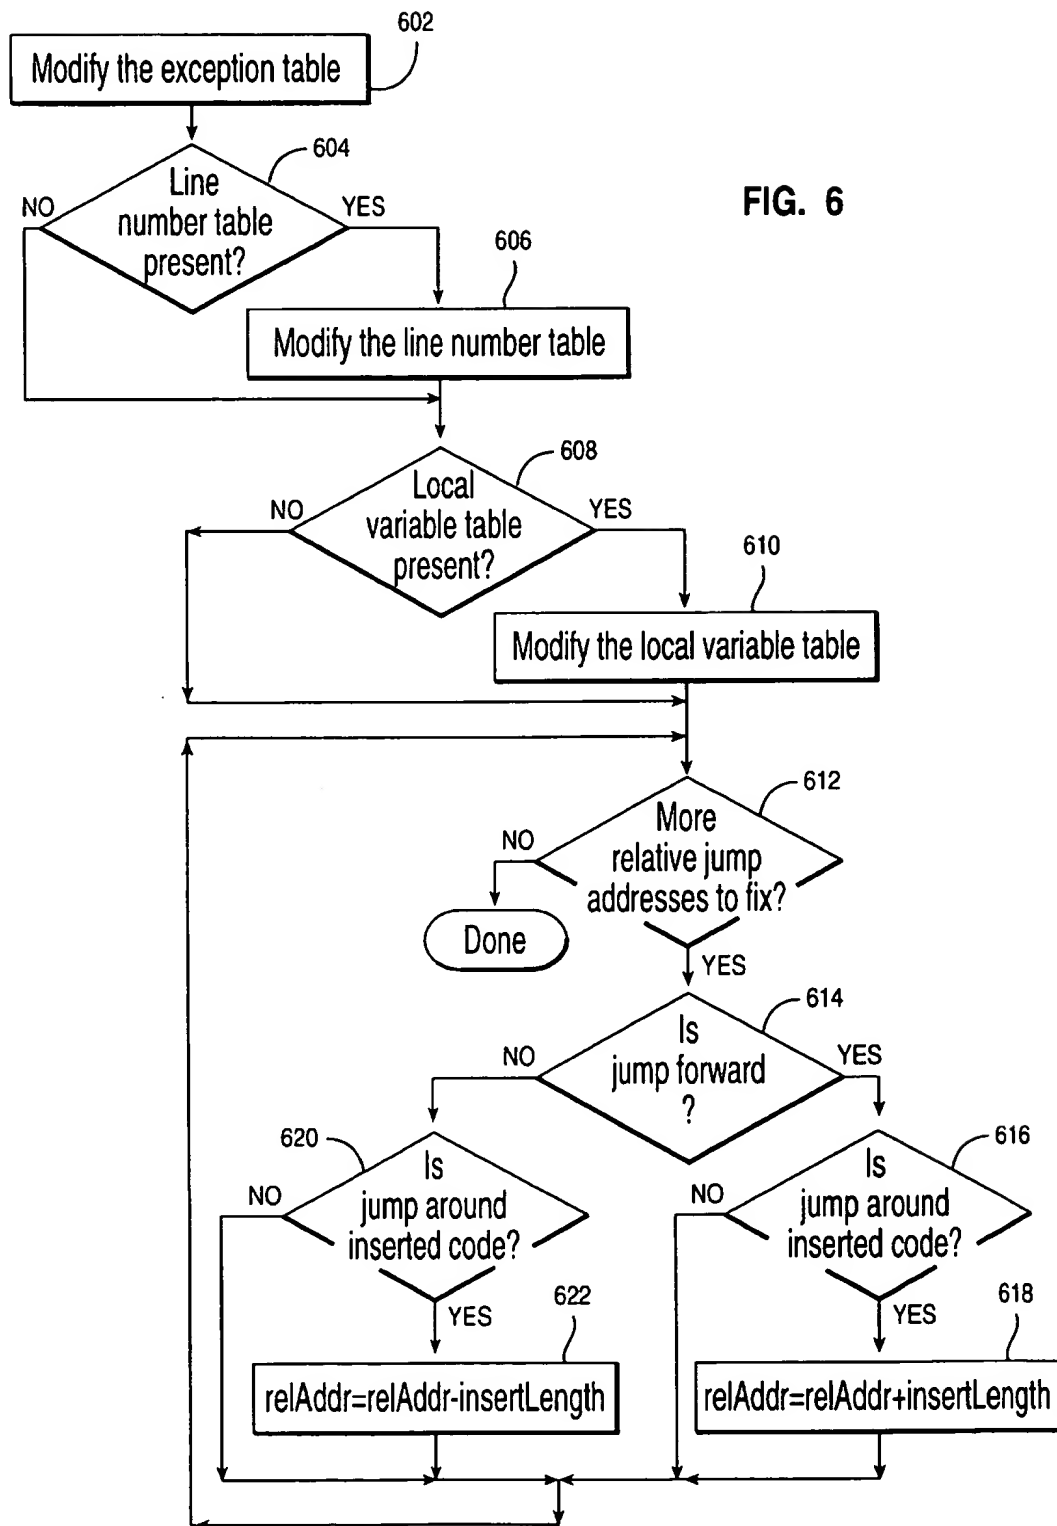 602
Modify the exception table
604
Line
number table
present?
NO
YES
FIG. 6
606
Modify the line number table
608
Local
variable table
present?
NO
YES
610
Modify the local variable table
612
More
relative jump
addresses to fix?
NO
Done
YES
614
Is
jump forward
?
NO
YES
620
Is
jump around
inserted code?
NO
YES
616
Is
jump around
inserted code?
NO
YES
622
relAddr=relAddr-insertLength
618
relAddr=relAddr+insertLength